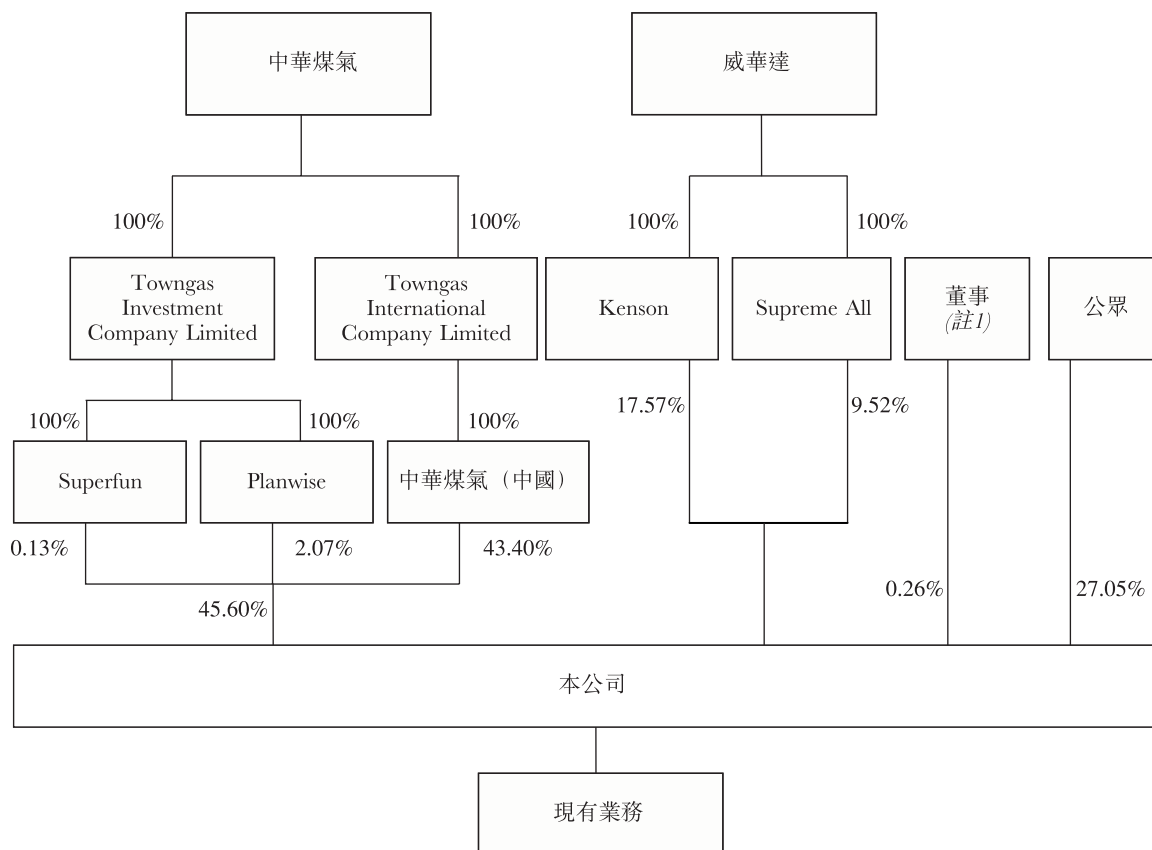 中華煤氣
威華達
100%
100%
100%
100%
Towngas
Investment
Company Limited
Towngas
International
Company Limited
Kenson
Supreme All
董事
(註1)
公眾
100%
100%
100%
17.57%
9.52%
Superfun
Planwise
中華煤氣（中國）
0.13%
2.07%
43.40%
45.60%
0.26%
27.05%
本公司
現有業務